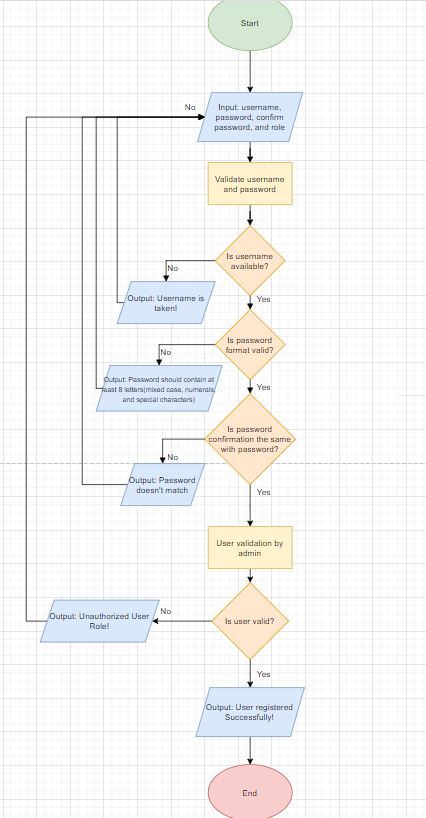 Start
No
Input: username,
password, confirm
password, and role
Validate username
and password
Is username
available?
No
Output: Username is
taken!
Yes
Is password
format valid?
No
Output: Password should contain at
least 8 letters(mixed case, numerals,
and special characters)
Yes
Is password
confirmation the same
with password?
No
Output: Password
doesn't match
Yes
User validation by
admin
Is user valid?
No
Output: Unauthorized User
Role!
Yes
Output: User registered
Successfully!
End